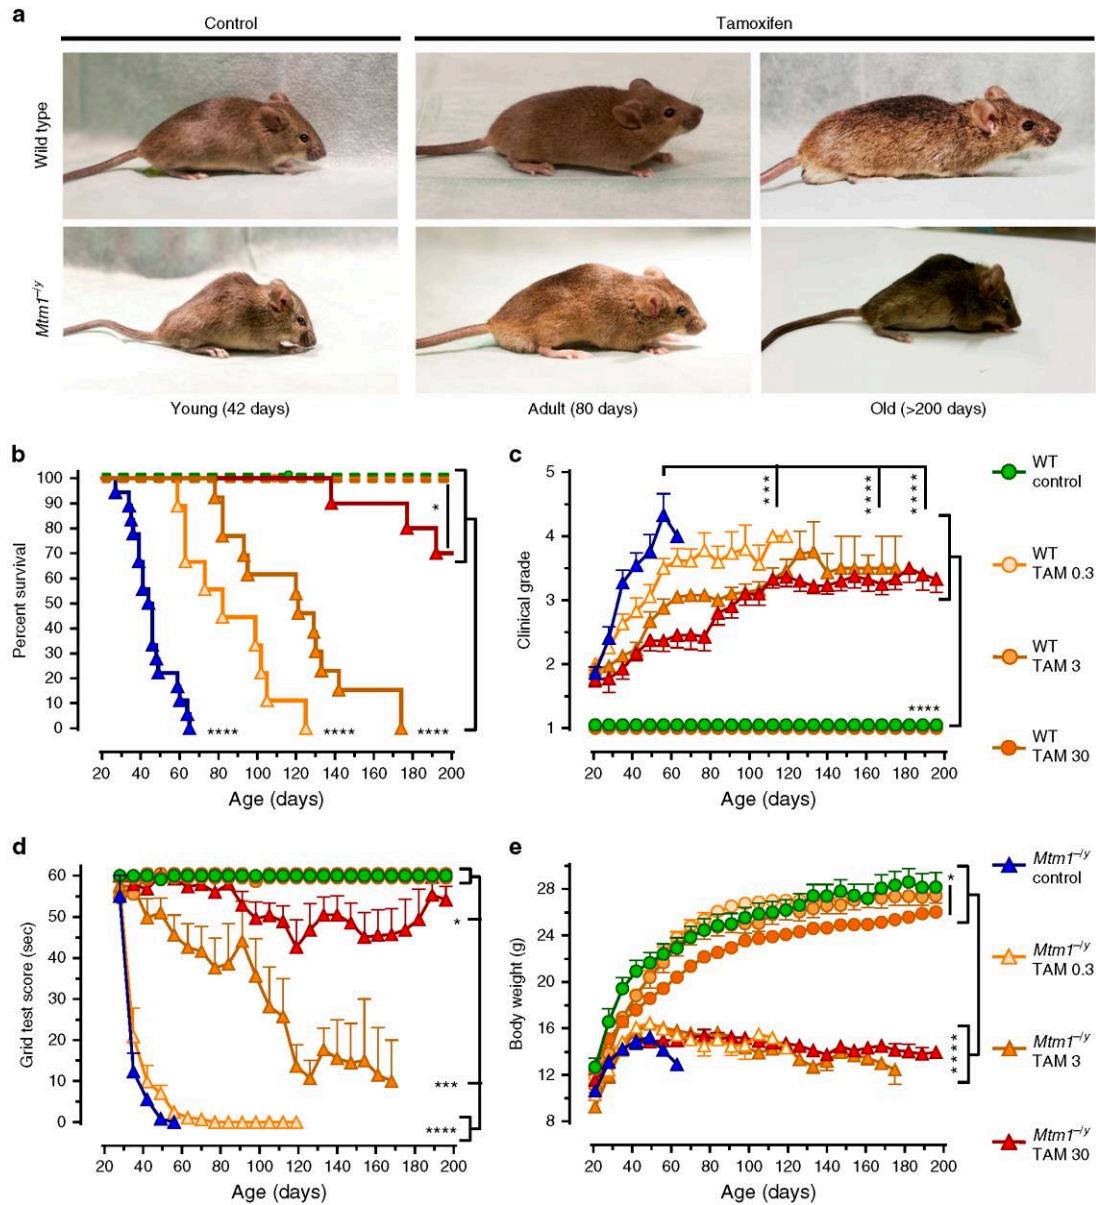 a
Control
Tamoxifen
Wild type
Mtm1⁻/ʸ
Young (42 days)
Adult (80 days)
Old (>200 days)
b
Percent survival
100
90
80
70
60
50
40
30
20
10
0
*
****
****
****
20 40 60 80 100 120 140 160 180 200
Age (days)
c
Clinical grade
5
4
3
2
1
***
****
****
****
20 40 60 80 100 120 140 160 180 200
Age (days)
WT
control
WT
TAM 0.3
WT
TAM 3
WT
TAM 30
d
Grid test score (sec)
60
50
40
30
20
10
0
*
***
****
20 40 60 80 100 120 140 160 180 200
Age (days)
e
Body weight (g)
28
24
20
16
12
8
*
****
20 40 60 80 100 120 140 160 180 200
Age (days)
Mtm1⁻/ʸ
control
Mtm1⁻/ʸ
TAM 0.3
Mtm1⁻/ʸ
TAM 3
Mtm1⁻/ʸ
TAM 30